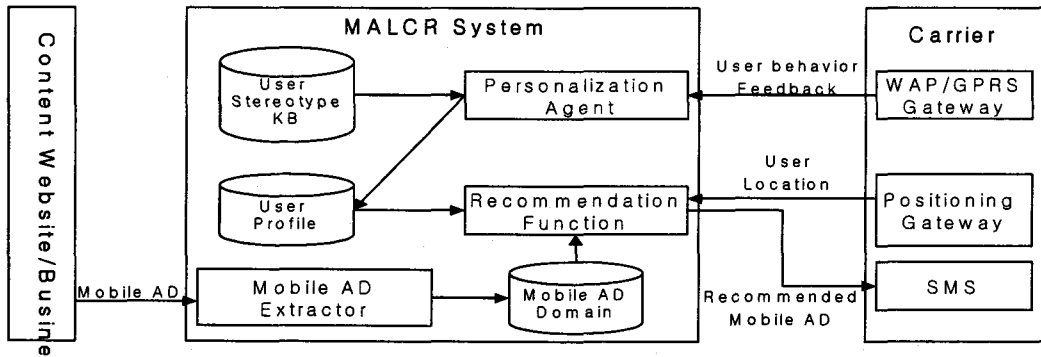 Content Website/Busine
MALCR System
User
Stereotype
KB
Personalization
Agent
User
Profile
Recommendation
Function
Mobile AD
Mobile AD
Extractor
Mobile AD
Domain
User behavior
Feedback
User
Location
Recommended
Mobile AD
Carrier
WAP/GPRS
Gateway
Positioning
Gateway
SMS